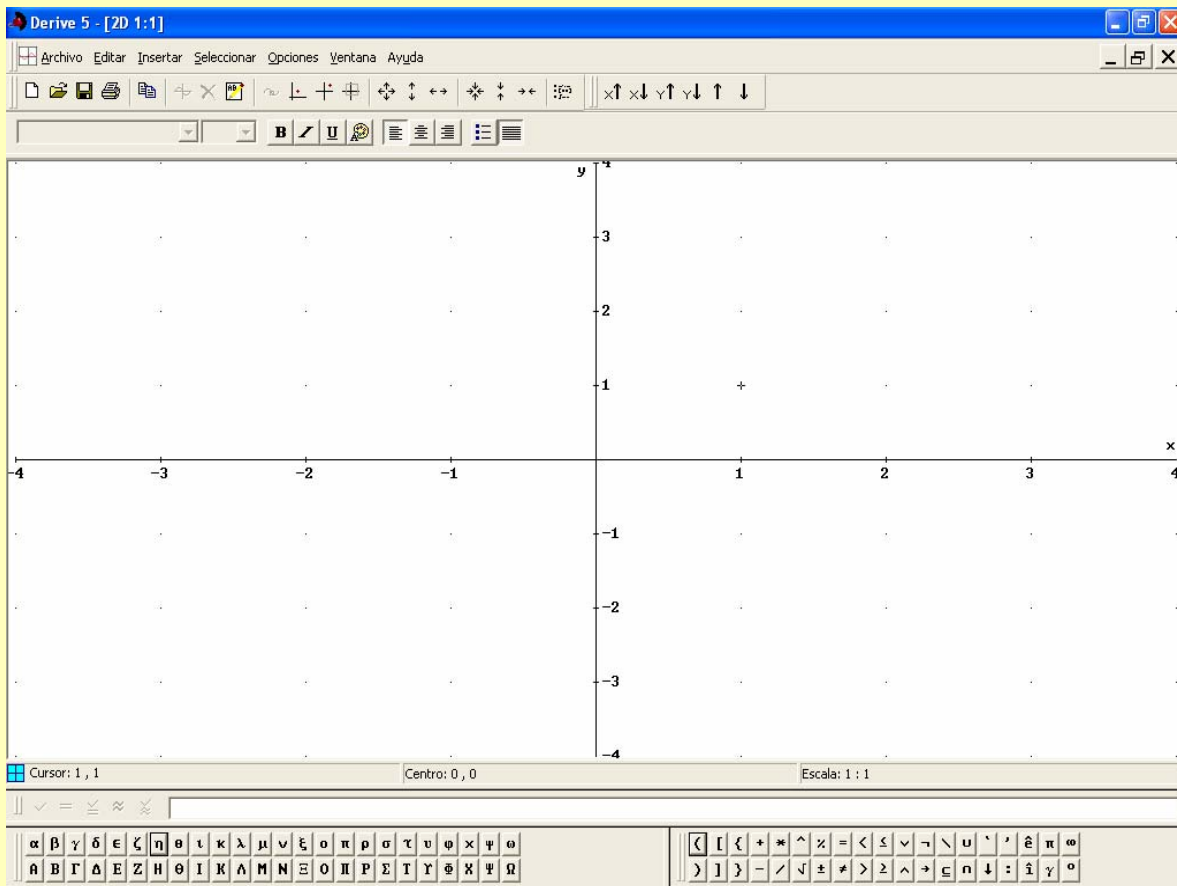 Derive 5 - [2D 1:1]
Archivo Editar Insertar Seleccionar Opciones Ventana Ayuda
x↑ x↓ Y↑ Y↓ ↑ ↓
B I U
y 4
3
2
1
x
-4 -3 -2 -1 1 2 3 4
-1
-2
-3
-4
Cursor: 1 , 1 Centro: 0 , 0 Escala: 1 : 1
✓ = ≈
α β γ δ ε ζ η θ ι κ λ μ ν ξ ο π ρ σ τ υ φ χ ψ ω ( [ { + * ^ % = < ≤ ∨ ¬ \ ∪ ` ' ê π ∞
Α Β Γ Δ Ε Ζ Η Θ Ι Κ Λ Μ Ν Ξ Ο Π Ρ Σ Τ Υ Φ Χ Ψ Ω ) ] } - / √ ± ≠ > ≥ ∧ → ⊆ ∩ ↓ : î γ °